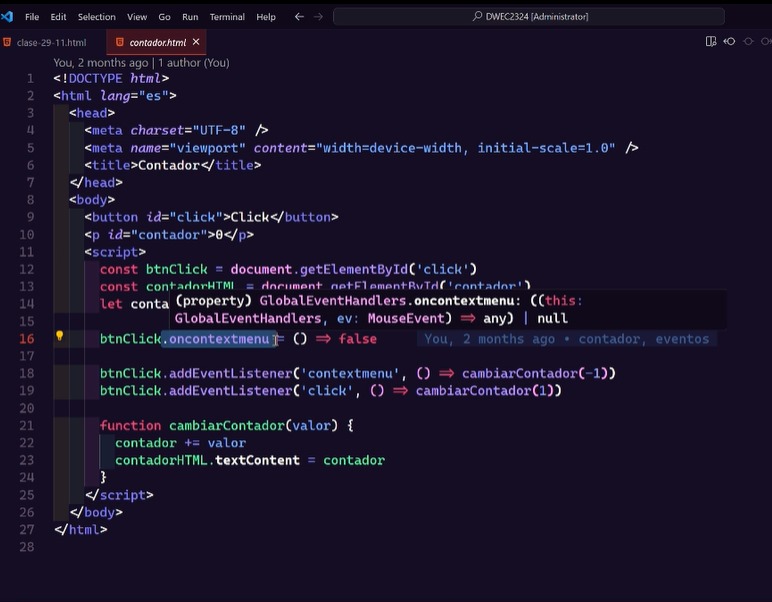 File Edit Selection View Go Run Terminal Help DWEC2324 [Administrator]
clase-29-11.html contador.html
You, 2 months ago | 1 author (You)
1 <!DOCTYPE html>
2 <html lang="es">
3 <head>
4 <meta charset="UTF-8" />
5 <meta name="viewport" content="width=device-width, initial-scale=1.0" />
6 <title>Contador</title>
7 </head>
8 <body>
9 <button id="click">Click</button>
10 <p id="contador">0</p>
11 <script>
12 const btnClick = document.getElementById('click')
13 const contadorHTML = document.getElementById('contador')
14 let conta
(property) GlobalEventHandlers.oncontextmenu: ((this:
GlobalEventHandlers, ev: MouseEvent) => any) | null
15
16 btnClick.oncontextmenu = () => false You, 2 months ago • contador, eventos
17
18 btnClick.addEventListener('contextmenu', () => cambiarContador(-1))
19 btnClick.addEventListener('click', () => cambiarContador(1))
20
21 function cambiarContador(valor) {
22 contador += valor
23 contadorHTML.textContent = contador
24 }
25 </script>
26 </body>
27 </html>
28